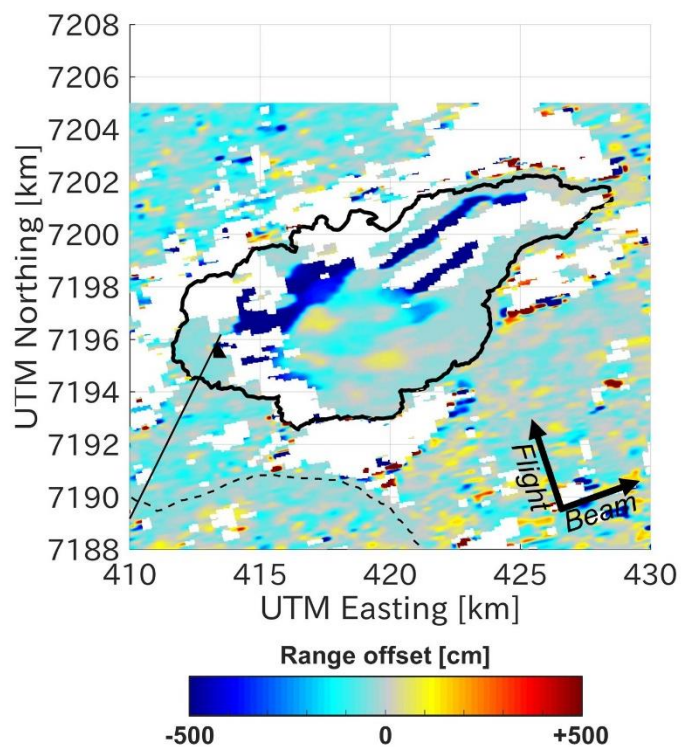 7208
7206
7204
7202
7200
7198
7196
7194
7192
7190
7188
UTM Northing [km]
Flight
Beam
410 415 420 425 430
UTM Easting [km]
Range offset [cm]
-500 0 +500